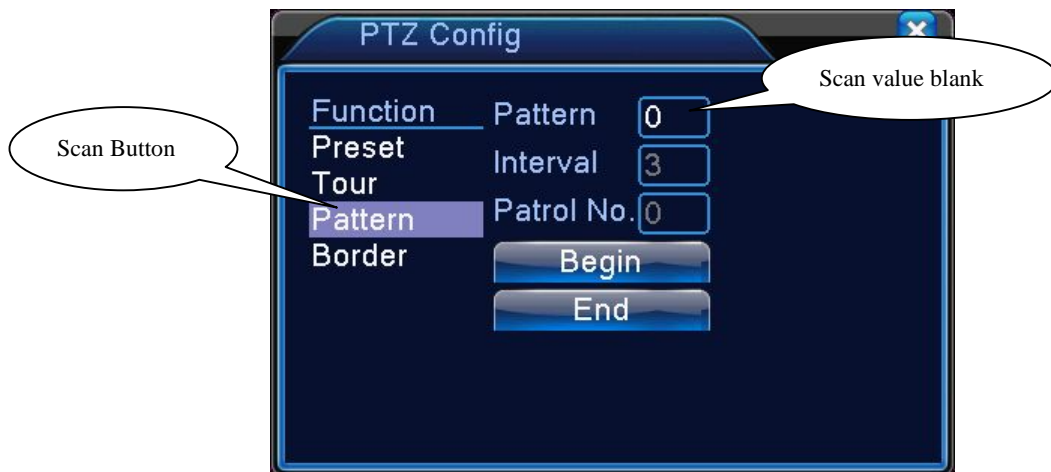 PTZ Config
Scan value blank
Function
Pattern
0
Scan Button
Preset
Interval
3
Tour
Pattern
Patrol No.
0
Border
Begin
End